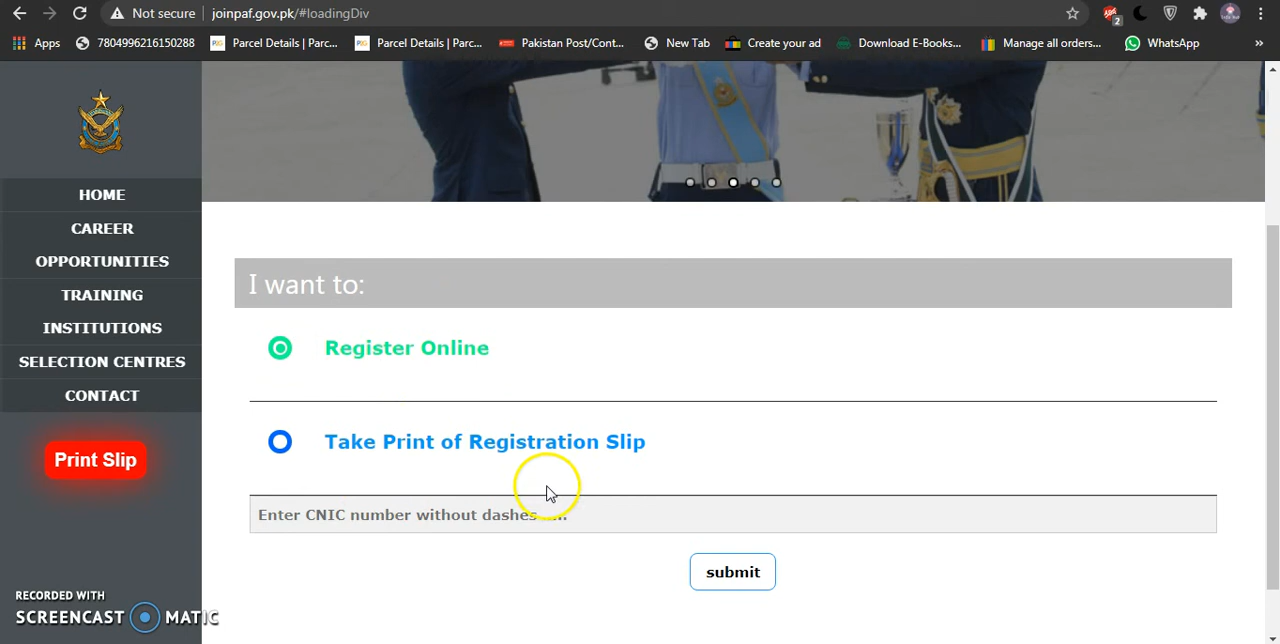 Not secure | joinpaf.gov.pk/#loadingDiv
2
Apps 7804996216150288 Parcel Details | Parc... Parcel Details | Parc... Pakistan Post/Cont... New Tab Create your ad Download E-Books... Manage all orders... WhatsApp »
HOME
CAREER
OPPORTUNITIES
TRAINING
INSTITUTIONS
SELECTION CENTRES
CONTACT
Print Slip
I want to:
Register Online
Take Print of Registration Slip
Enter CNIC number without dashes
submit
RECORDED WITH
SCREENCAST MATIC